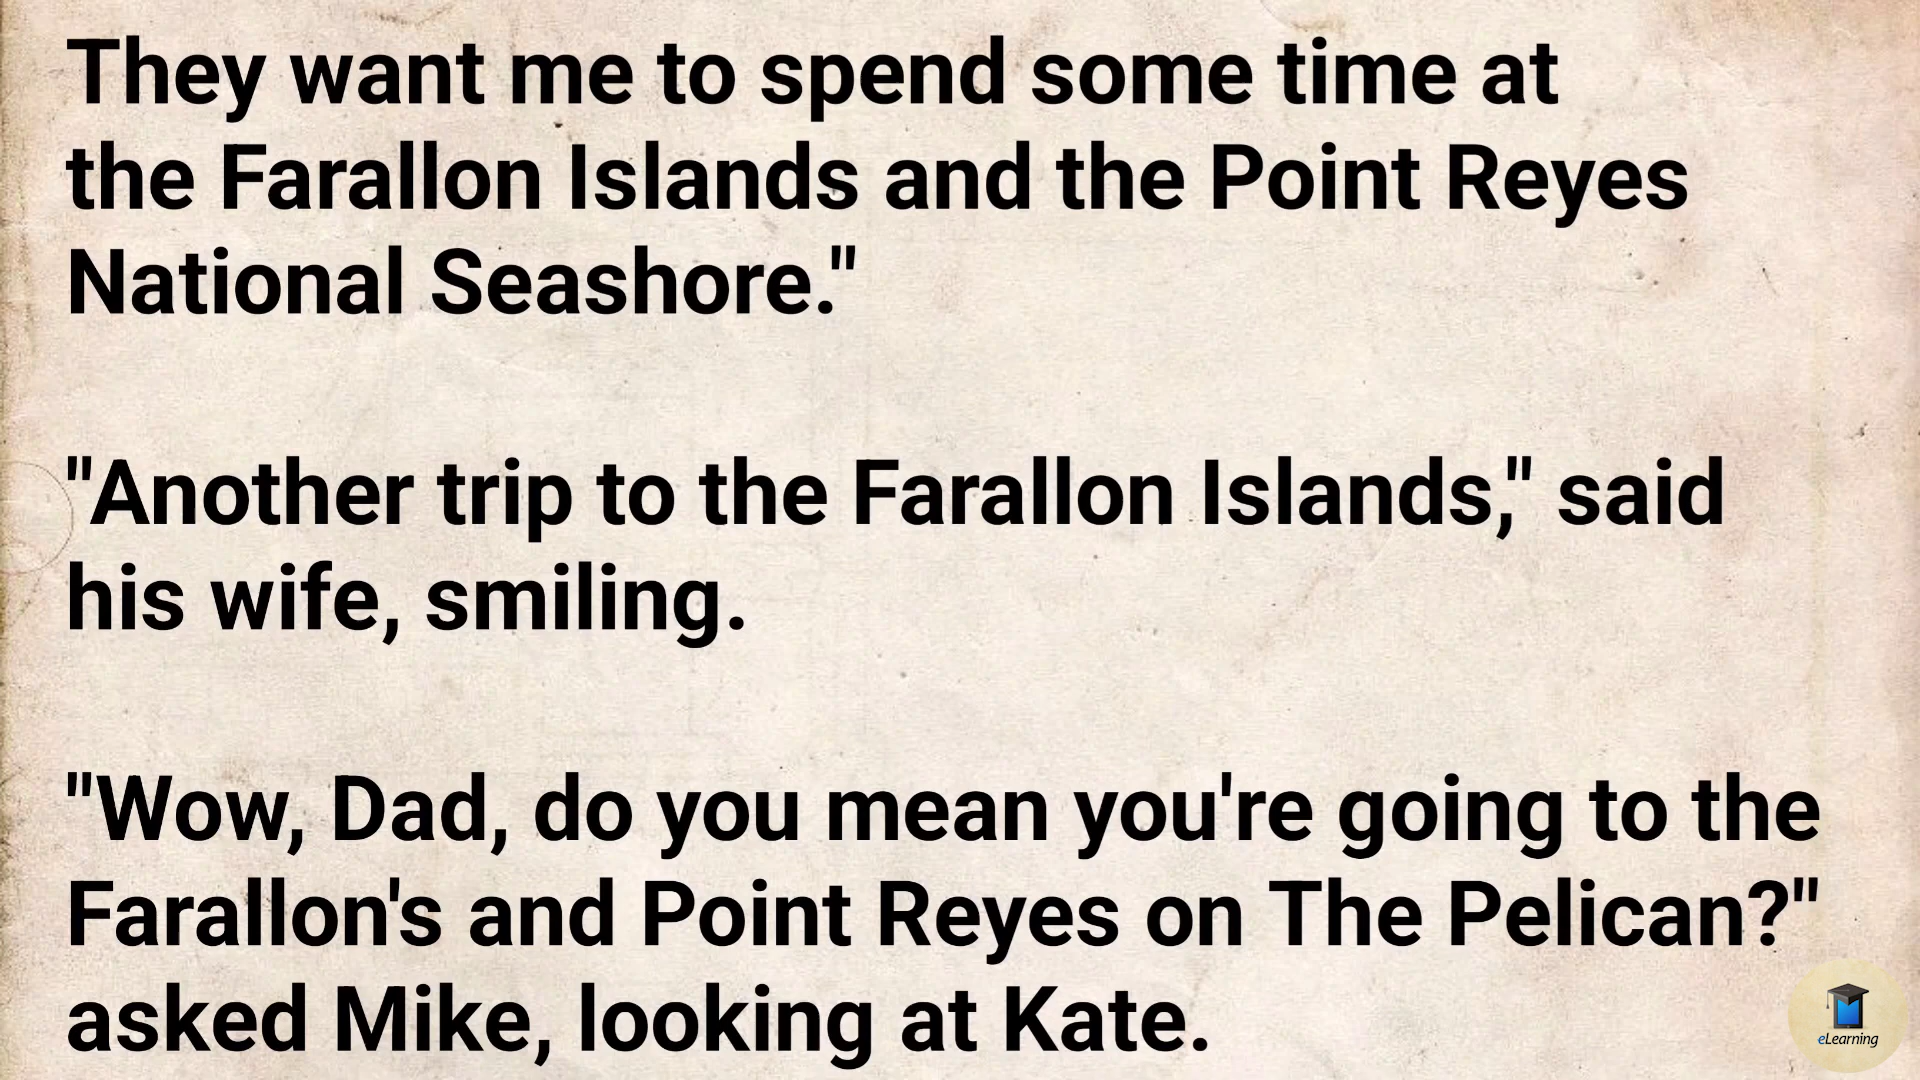 They want me to spend some time at
the Farallon Islands and the Point Reyes
National Seashore."
"Another trip to the Farallon Islands," said
his wife, smiling.
"Wow, Dad, do you mean you're going to the
Farallon's and Point Reyes on The Pelican?"
asked Mike, looking at Kate.
eLearning